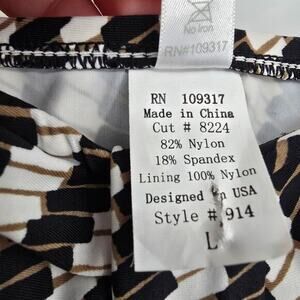 No Iron
RN#109317
RN 109317
Made in China
Cut # 8224
82% Nylon
18% Spandex
Lining 100% Nylon
Designed in USA
Style # 914
L